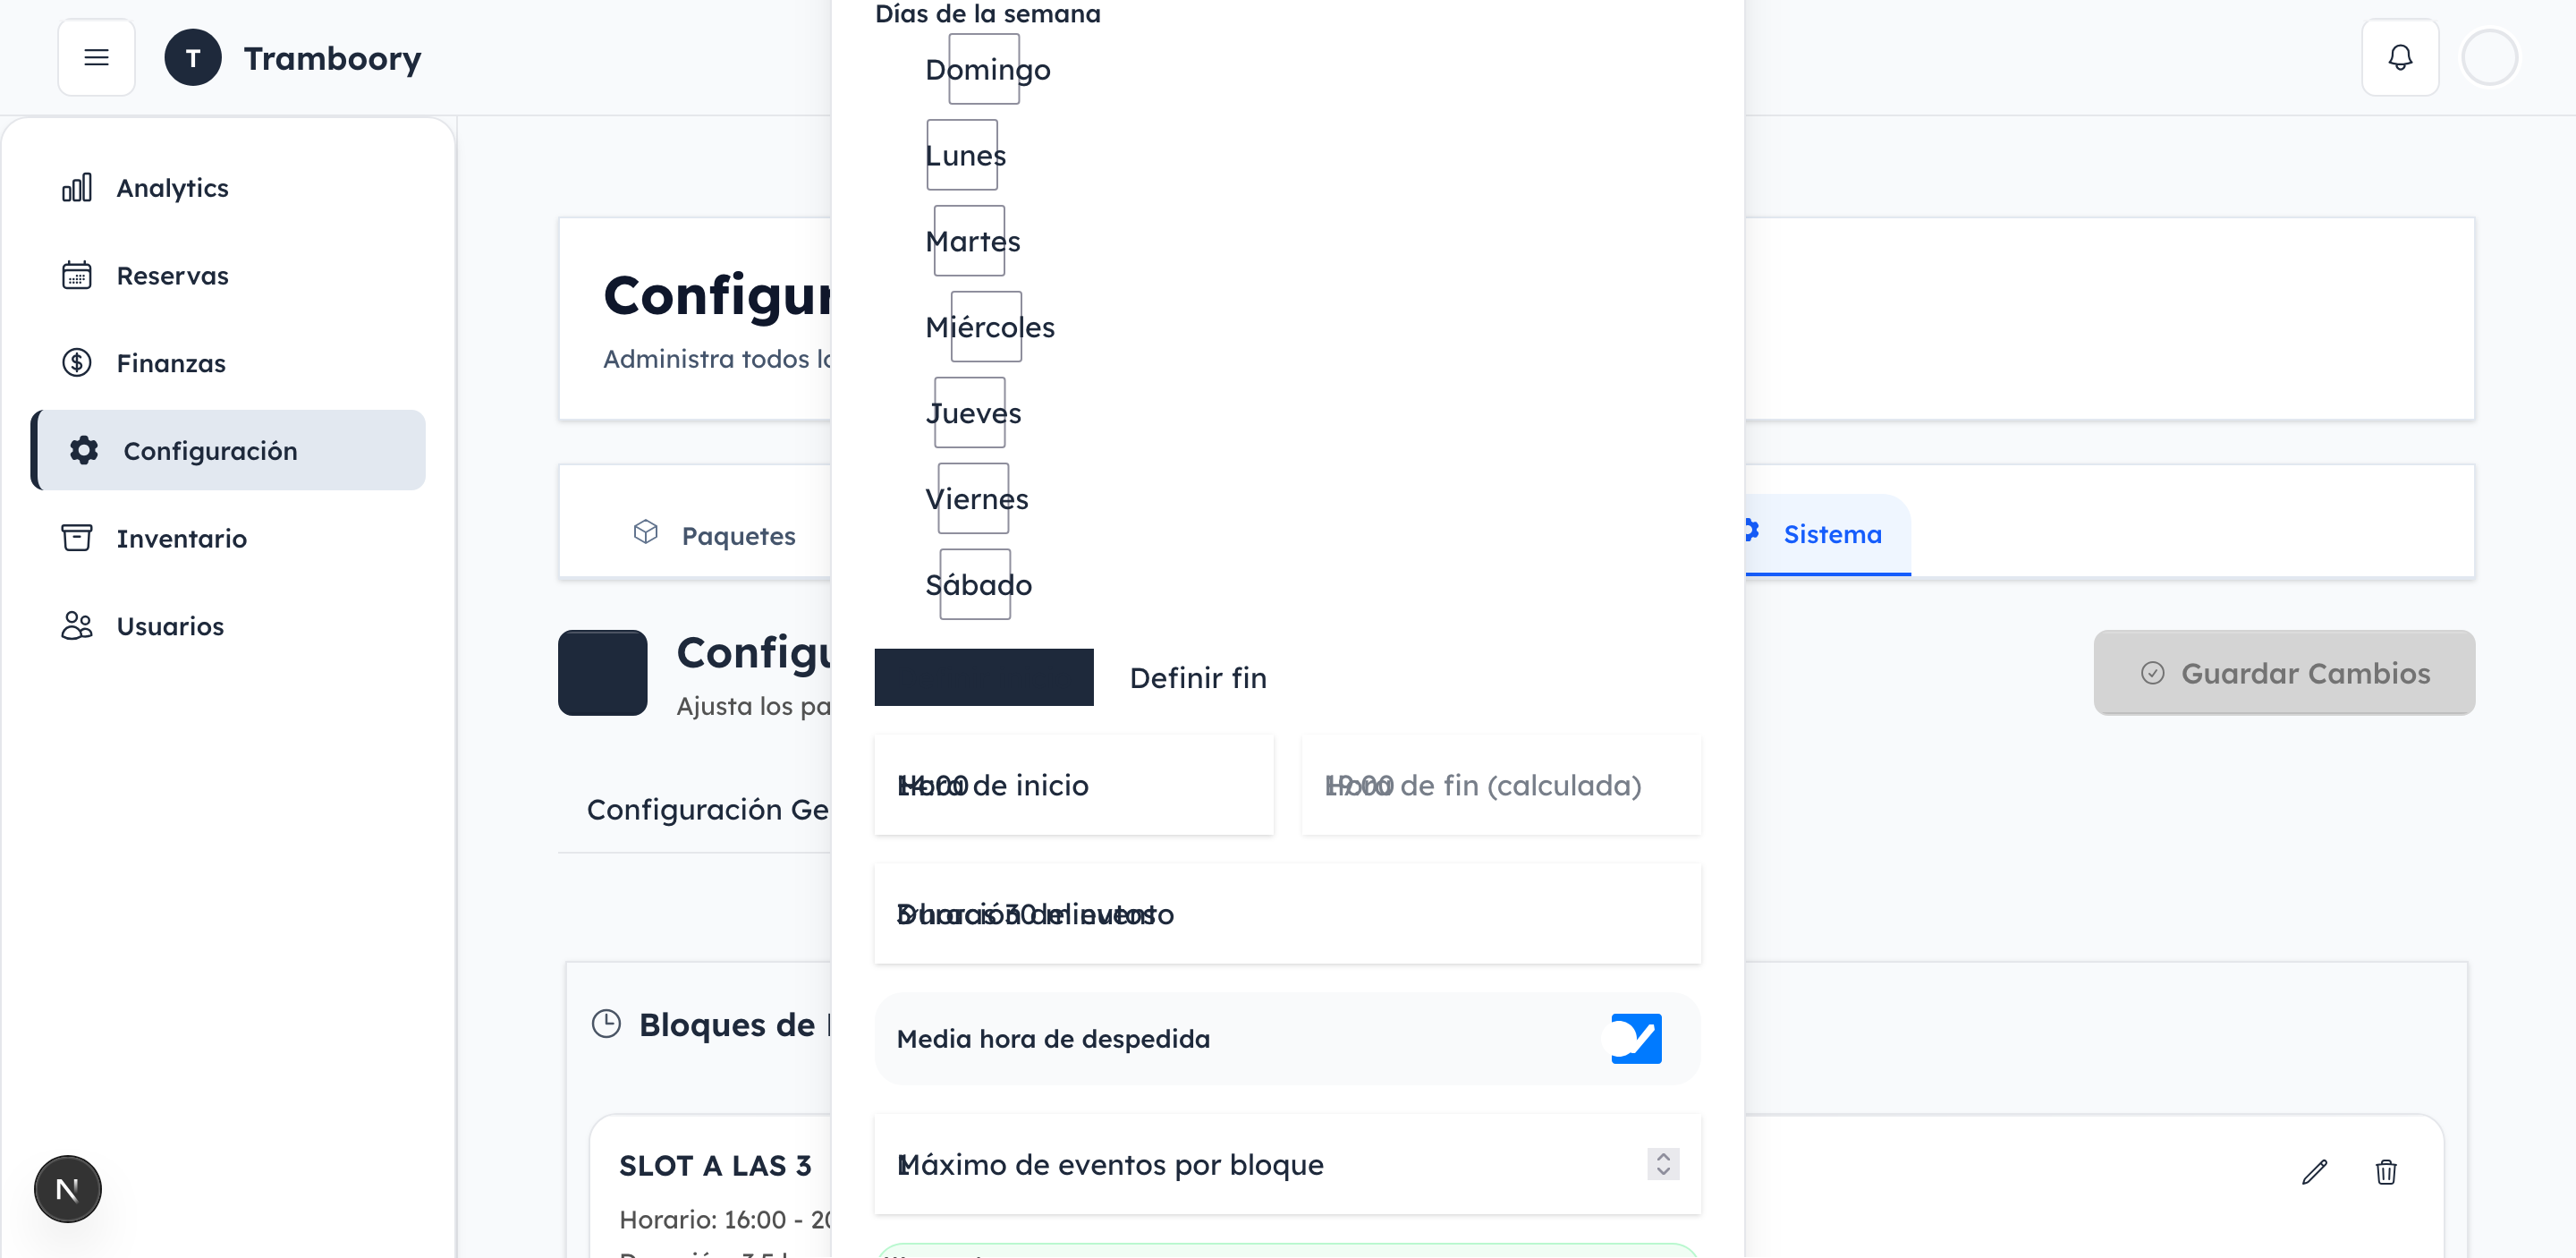 T Tramboory
Analytics
Reservas
Finanzas
Configuración
Inventario
Usuarios
N
Configur
Administra todos lo
Paquetes
Sistema
Configu
Ajusta los pa
Guardar Cambios
Configuración Ge
Bloques de
SLOT A LAS 3
Horario: 16:00 - 20
Días de la semana
Domingo
Lunes
Martes
Miércoles
Jueves
Viernes
Sábado
Definir fin
Hora de inicio
14:00
Hora de fin (calculada)
19:00
Duración del evento
3 horas 30 minutos
Media hora de despedida
Máximo de eventos por bloque
1